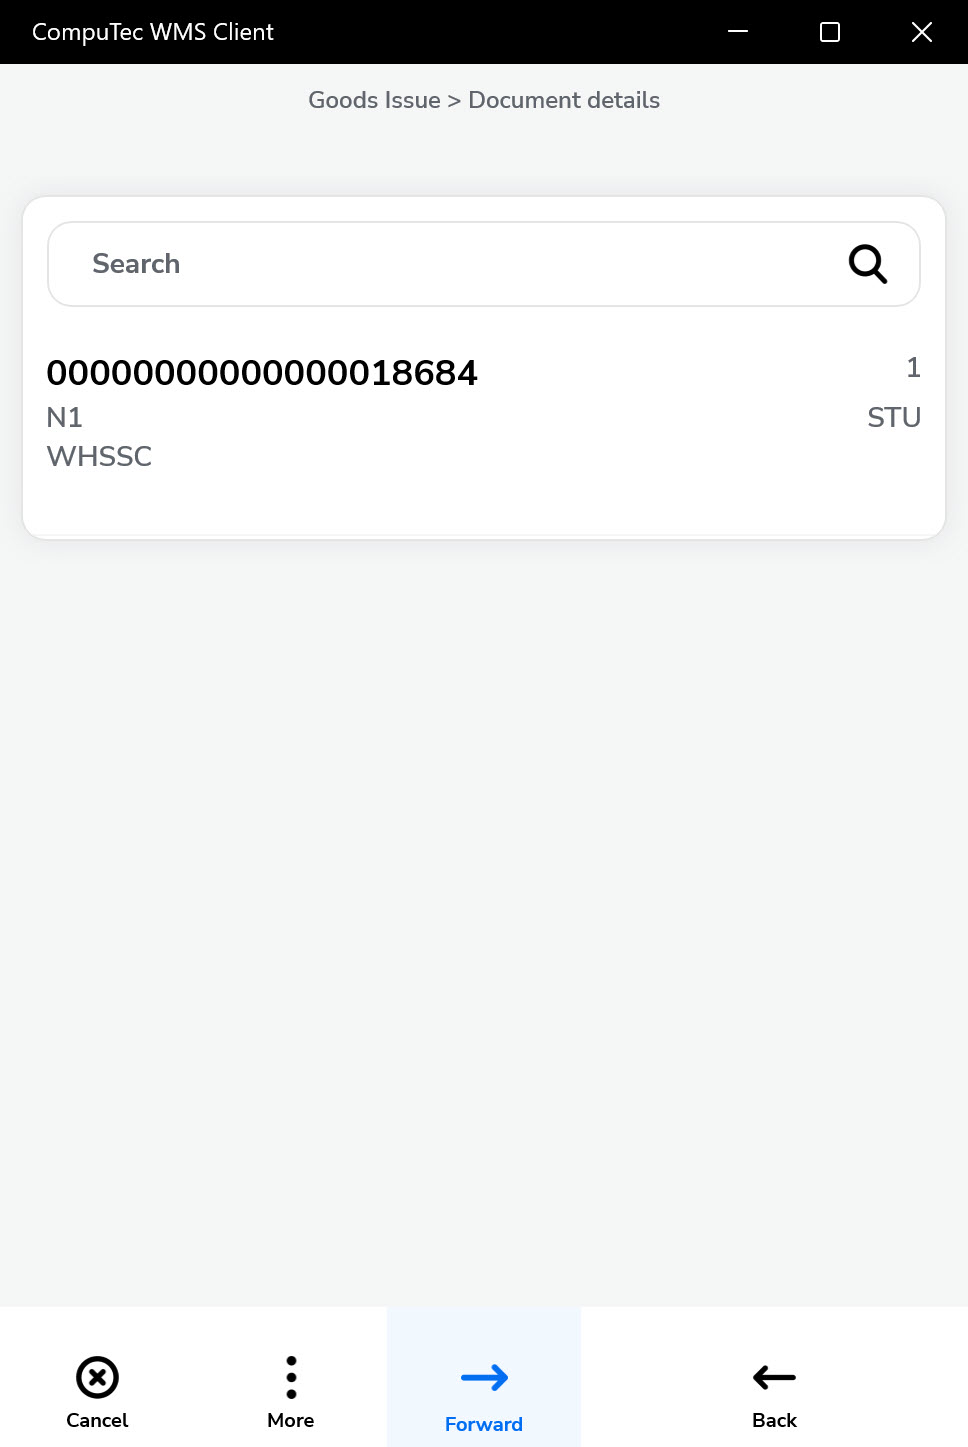 CompuTec WMS Client
Goods Issue > Document details
Search
00000000000000018684
1
N1
STU
WHSSC
Cancel
More
Forward
Back